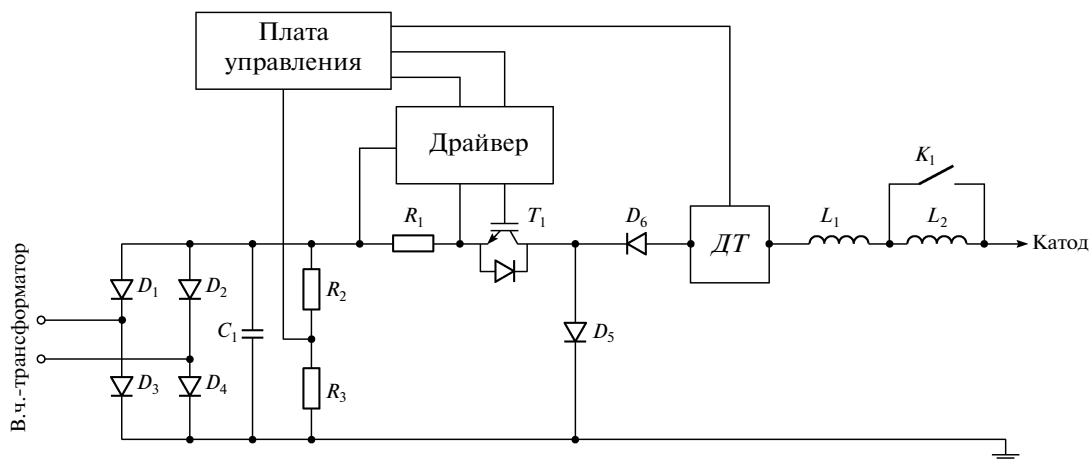 Плата
управления
Драйвер
K₁
R₁
T₁
D₆
ДТ
L₁
L₂
Катод
В.ч.-трансформатор
D₁
D₂
C₁
R₂
D₅
D₃
D₄
R₃